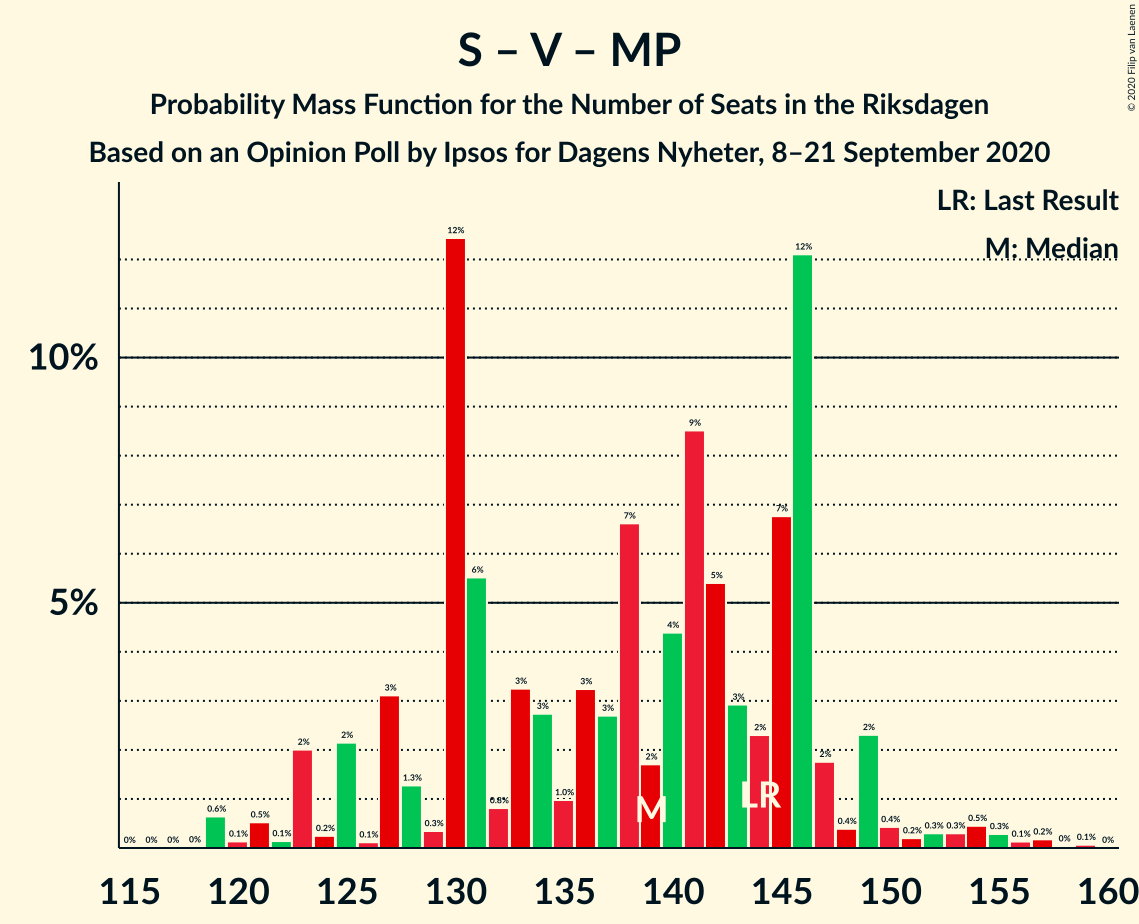 S – V – MP
Probability Mass Function for the Number of Seats in the Riksdagen
Based on an Opinion Poll by Ipsos for Dagens Nyheter, 8–21 September 2020
© 2020 Filip van Laenen
LR: Last Result
M: Median
10%
5%
0% 0% 0% 0% 0.6% 0.1% 0.5% 0.1% 2% 0.2% 2% 0.1% 3% 1.3% 0.3% 12% 6% 0.8% 3% 3% 1.0% 3% 3% 7% 2% 4% 9% 5% 3% 2% 7% 12% 2% 0.4% 2% 0.4% 0.2% 0.3% 0.3% 0.5% 0.3% 0.1% 0.2% 0% 0.1% 0%
M LR
115 120 125 130 135 140 145 150 155 160